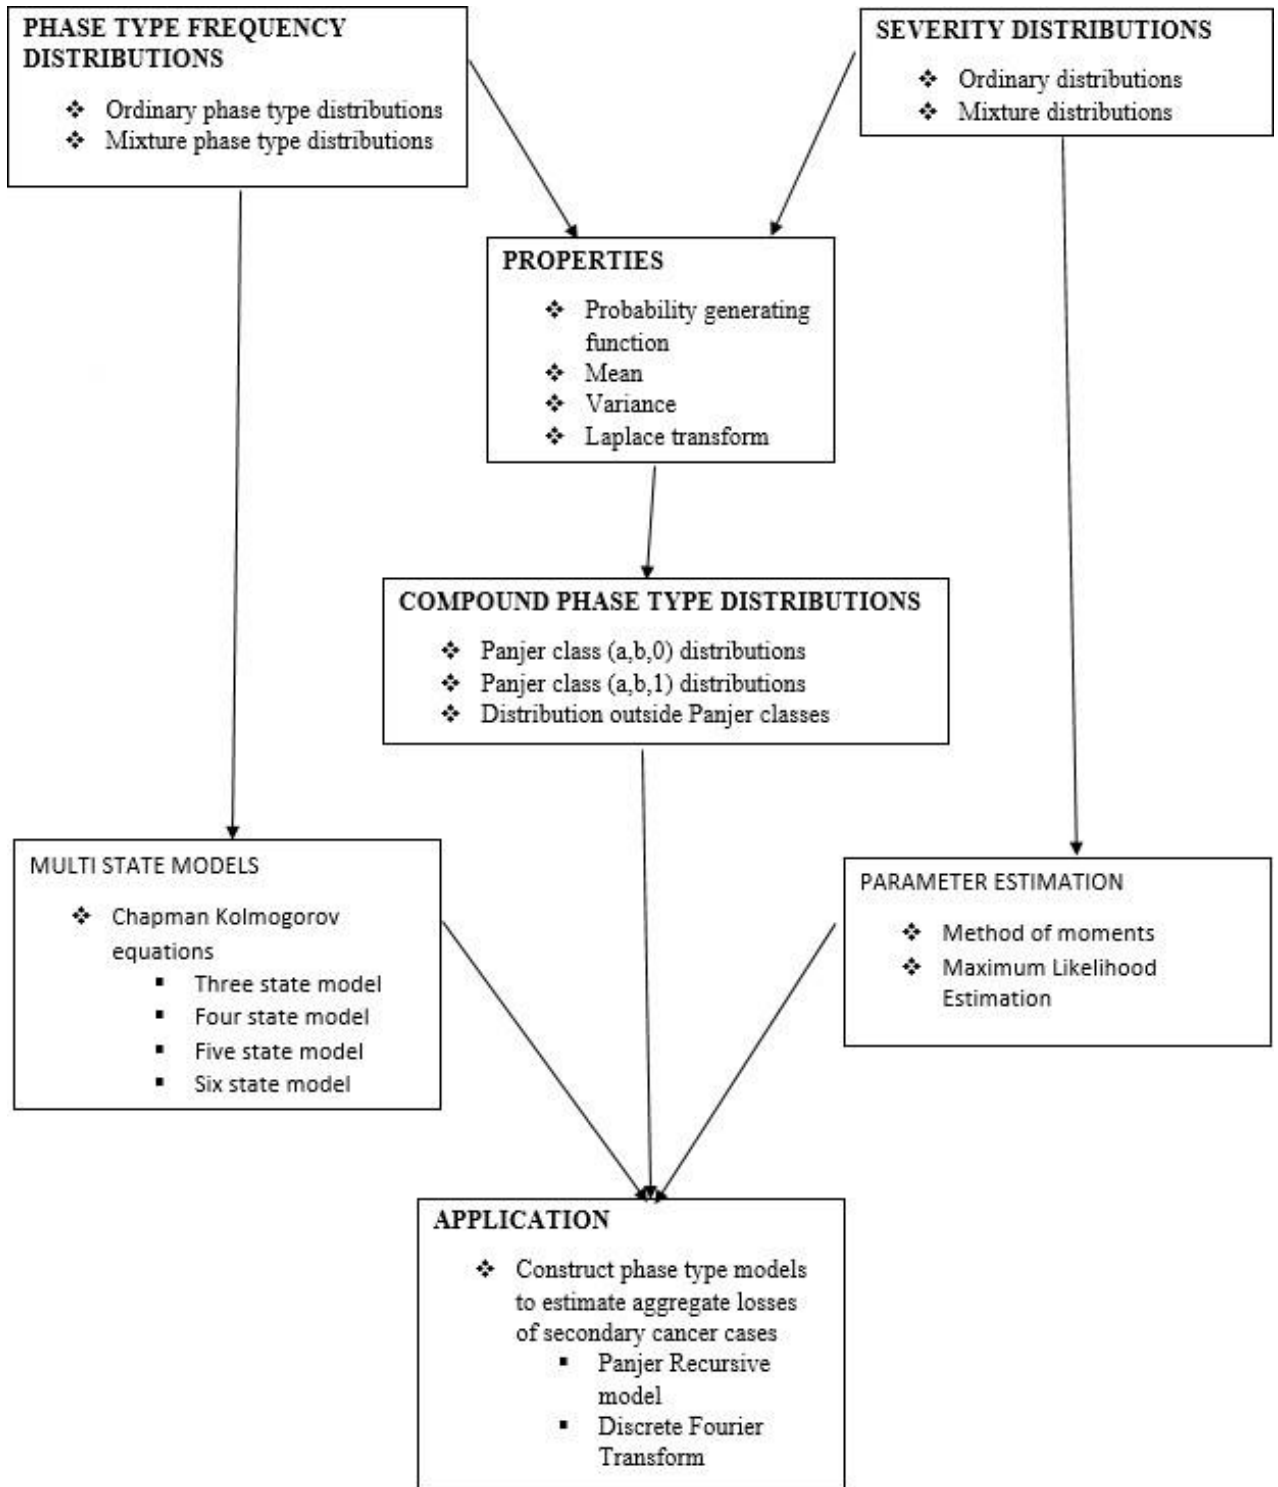 PHASE TYPE FREQUENCY
DISTRIBUTIONS
❖ Ordinary phase type distributions
❖ Mixture phase type distributions
SEVERITY DISTRIBUTIONS
❖ Ordinary distributions
❖ Mixture distributions
PROPERTIES
❖ Probability generating
function
❖ Mean
❖ Variance
❖ Laplace transform
COMPOUND PHASE TYPE DISTRIBUTIONS
❖ Panjer class (a,b,0) distributions
❖ Panjer class (a,b,1) distributions
❖ Distribution outside Panjer classes
MULTI STATE MODELS
❖ Chapman Kolmogorov
equations
▪ Three state model
▪ Four state model
▪ Five state model
▪ Six state model
PARAMETER ESTIMATION
❖ Method of moments
❖ Maximum Likelihood
Estimation
APPLICATION
❖ Construct phase type models
to estimate aggregate losses
of secondary cancer cases
▪ Panjer Recursive
model
▪ Discrete Fourier
Transform